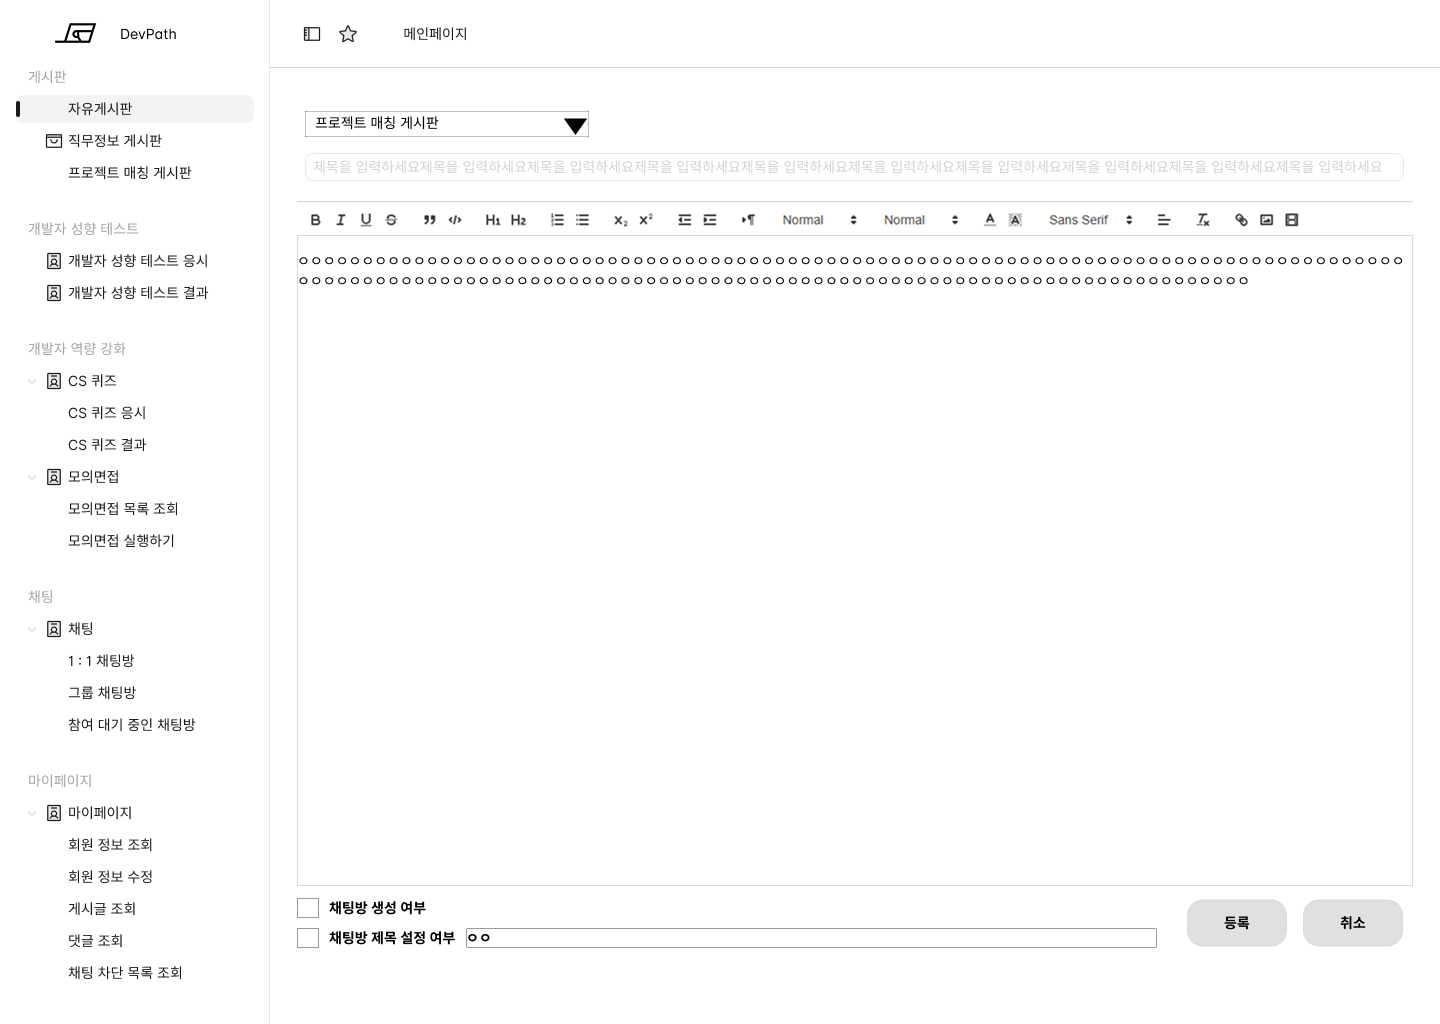 DevPath
메인페이지
게시판
자유게시판
직무정보 게시판
프로젝트 매칭 게시판
개발자 성향 테스트
개발자 성향 테스트 응시
개발자 성향 테스트 결과
개발자 역량 강화
CS 퀴즈
CS 퀴즈 응시
CS 퀴즈 결과
모의면접
모의면접 목록 조회
모의면접 실행하기
채팅
채팅
1 : 1 채팅방
그룹 채팅방
참여 대기 중인 채팅방
마이페이지
마이페이지
회원 정보 조회
회원 정보 수정
게시글 조회
댓글 조회
채팅 차단 목록 조회
프로젝트 매칭 게시판
제목을 입력하세요제목을 입력하세요제목을 입력하세요제목을 입력하세요제목을 입력하세요제목을 입력하세요제목을 입력하세요제목을 입력하세요제목을 입력하세요제목을 입력하세요
B I U S H1 H2 x₂ x² Normal Normal A A Sans Serif Tx
ㅇㅇㅇㅇㅇㅇㅇㅇㅇㅇㅇㅇㅇㅇㅇㅇㅇㅇㅇㅇㅇㅇㅇㅇㅇㅇㅇㅇㅇㅇㅇㅇㅇㅇㅇㅇㅇㅇㅇㅇㅇㅇㅇㅇㅇㅇㅇㅇㅇㅇㅇㅇㅇㅇㅇㅇㅇㅇㅇㅇㅇㅇㅇㅇㅇㅇㅇㅇㅇㅇㅇㅇㅇㅇㅇㅇㅇㅇㅇㅇㅇㅇㅇㅇㅇㅇ
ㅇㅇㅇㅇㅇㅇㅇㅇㅇㅇㅇㅇㅇㅇㅇㅇㅇㅇㅇㅇㅇㅇㅇㅇㅇㅇㅇㅇㅇㅇㅇㅇㅇㅇㅇㅇㅇㅇㅇㅇㅇㅇㅇㅇㅇㅇㅇㅇㅇㅇㅇㅇㅇㅇㅇㅇㅇㅇㅇㅇㅇㅇㅇㅇㅇㅇㅇㅇㅇㅇㅇㅇㅇㅇ
채팅방 생성 여부
채팅방 제목 설정 여부 ㅇㅇ
등록
취소